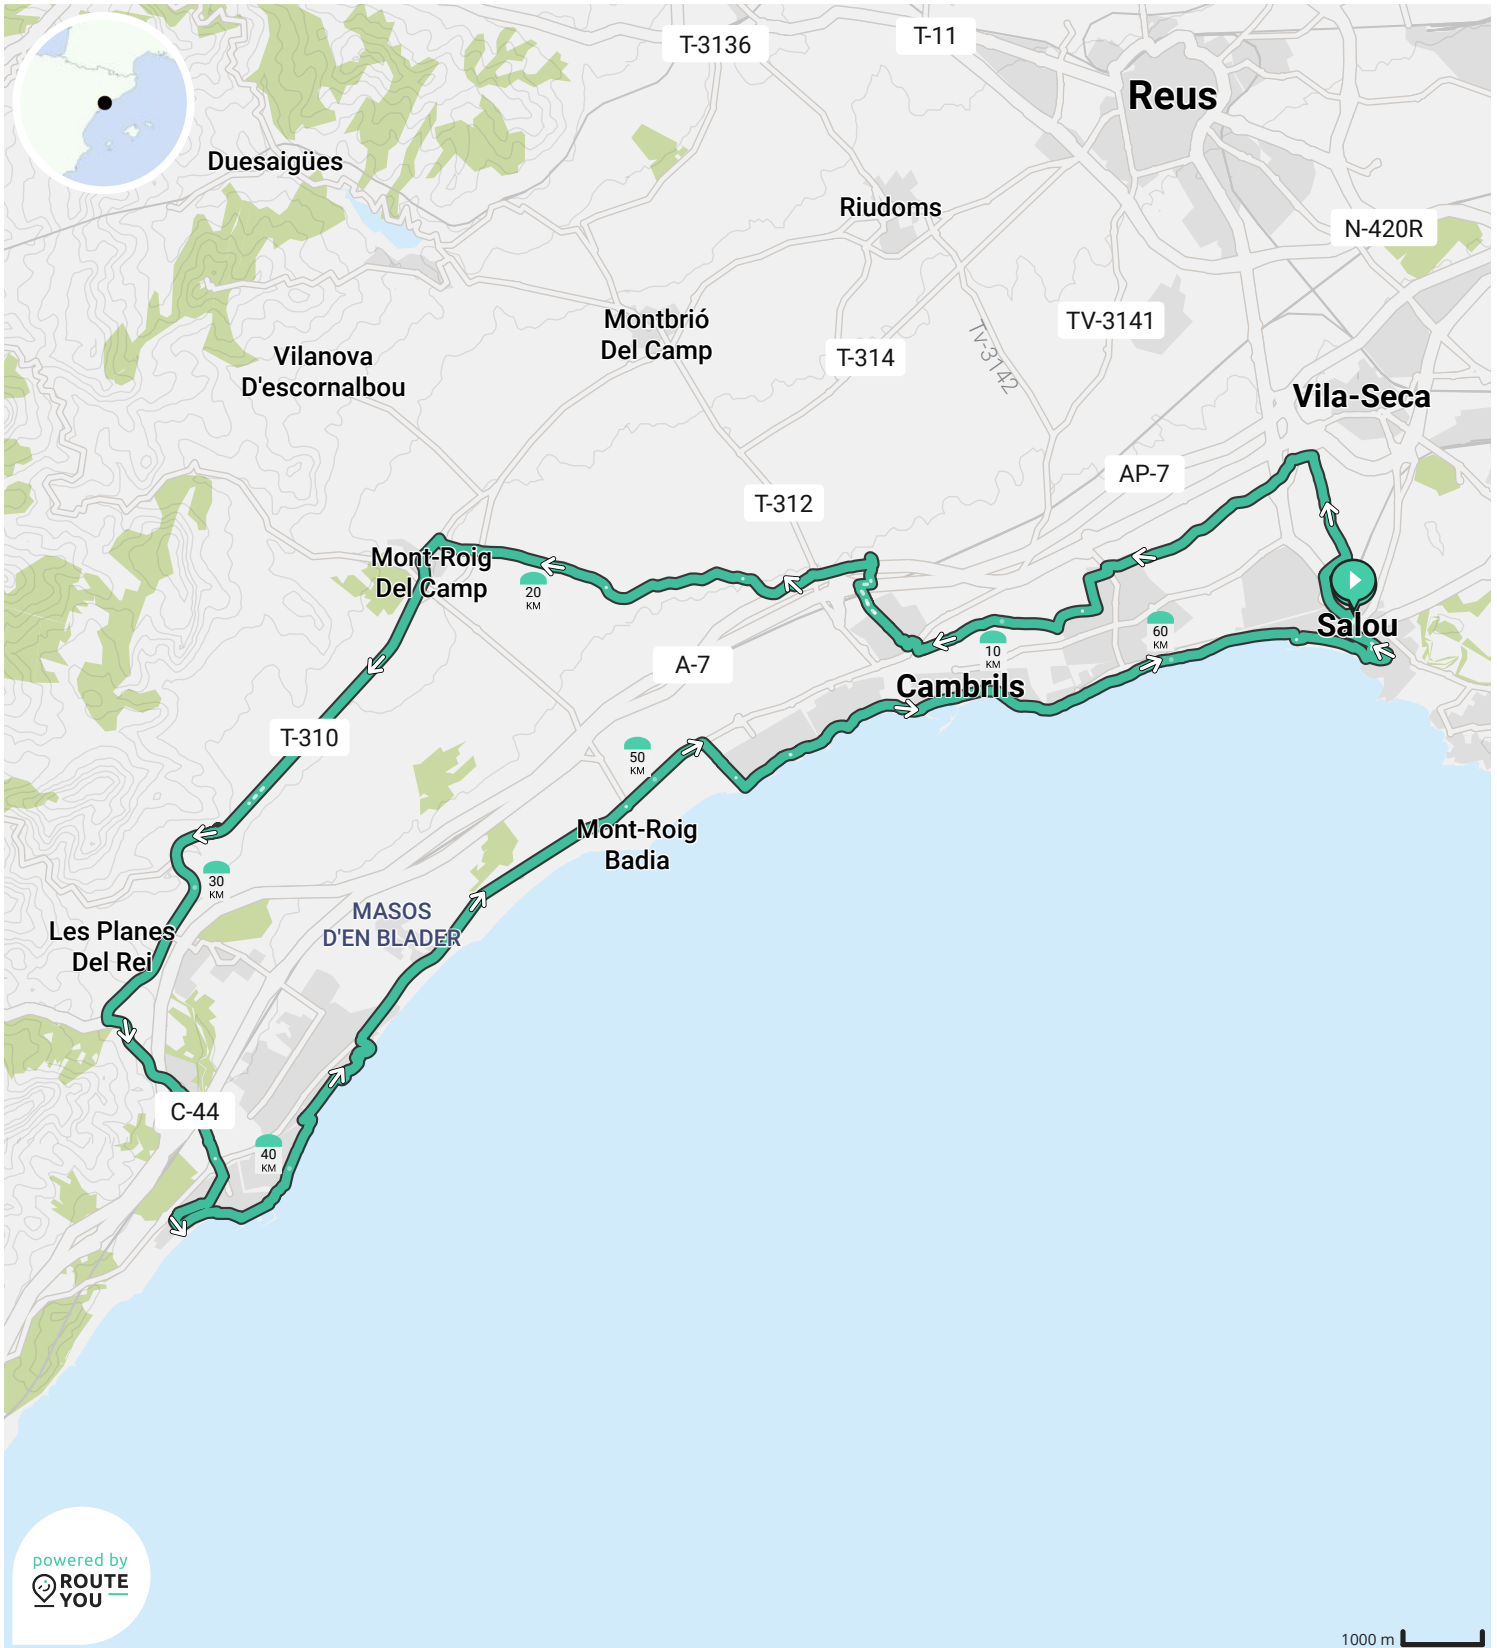 T-3136
T-11
Reus
Duesaigües
Riudoms
N-420R
Montbrió
Del Camp
TV-3141
Vilanova
D'escornalbou
T-314
TV-3142
Vila-Seca
AP-7
T-312
Mont-Roig
Del Camp
20
KM
Salou
60
KM
10
KM
A-7
Cambrils
T-310
50
KM
Mont-Roig
Badia
30
KM
MASOS
D'EN BLADER
Les Planes
Del Rei
C-44
40
KM
powered by
ROUTE
YOU
1000 m